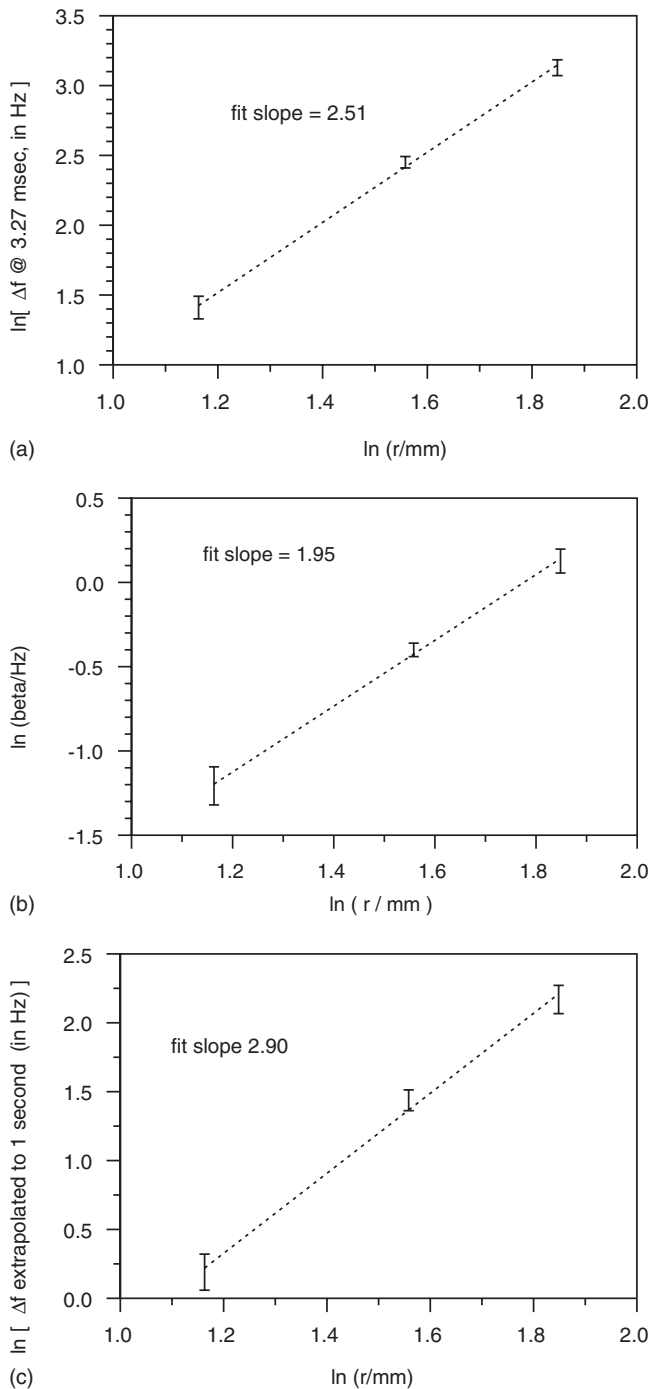 3.5
3.0
2.5
2.0
1.5
1.0
ln[ Δf @ 3.27 msec, in Hz ]
fit slope = 2.51
1.0 1.2 1.4 1.6 1.8 2.0
(a)
ln (r/mm)
0.5
0.0
-0.5
-1.0
-1.5
ln (beta/Hz)
fit slope = 1.95
1.0 1.2 1.4 1.6 1.8 2.0
(b)
ln ( r / mm )
2.5
2.0
1.5
1.0
0.5
0.0
ln [ Δf extrapolated to 1 second (in Hz) ]
fit slope 2.90
1.0 1.2 1.4 1.6 1.8 2.0
(c)
ln (r/mm)